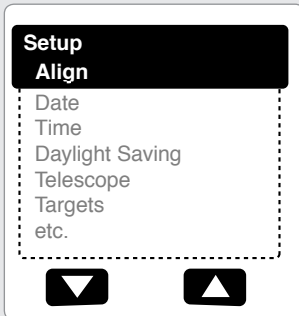 Setup
Align
Date
Time
Daylight Saving
Telescope
Targets
etc.